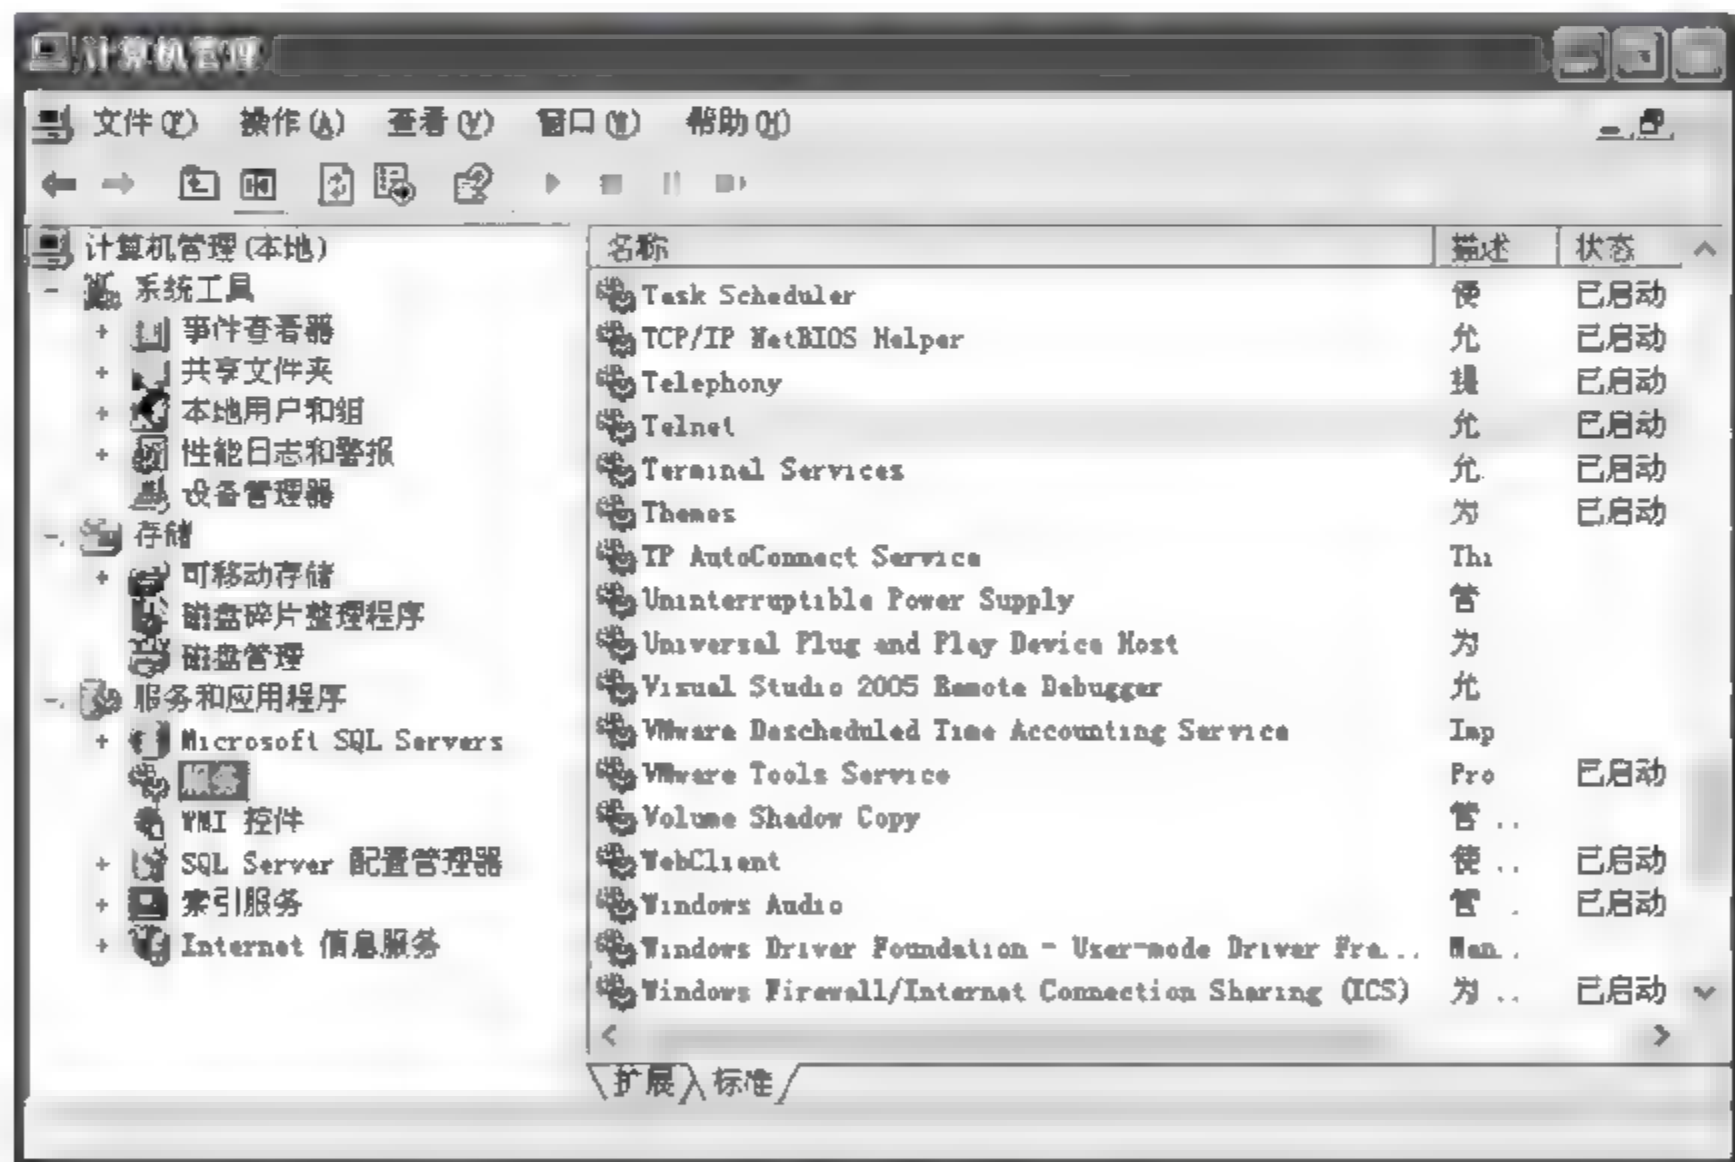 计算机管理
文件(F) 操作(A) 查看(V) 窗口(W) 帮助(H)
计算机管理(本地)
系统工具
事件查看器
共享文件夹
本地用户和组
性能日志和警报
设备管理器
存储
可移动存储
磁盘碎片整理程序
磁盘管理
服务和应用程序
Microsoft SQL Servers
服务
WMI 控件
SQL Server 配置管理器
索引服务
Internet 信息服务
名称 描述 状态
Task Scheduler 使 已启动
TCP/IP NetBIOS Helper 允 已启动
Telephony 提 已启动
Telnet 允 已启动
Terminal Services 允 已启动
Themes 为 已启动
TP AutoConnect Service Thi
Uninterruptible Power Supply 管
Universal Plug and Play Device Host 为
Visual Studio 2005 Remote Debugger 允
VMware Descheduled Time Accounting Service Imp
VMware Tools Service Pro 已启动
Volume Shadow Copy 管 ..
WebClient 使 .. 已启动
Windows Audio 管 . 已启动
Windows Driver Foundation - User-mode Driver Fra... Man..
Windows Firewall/Internet Connection Sharing (ICS) 为 .. 已启动
扩展 标准